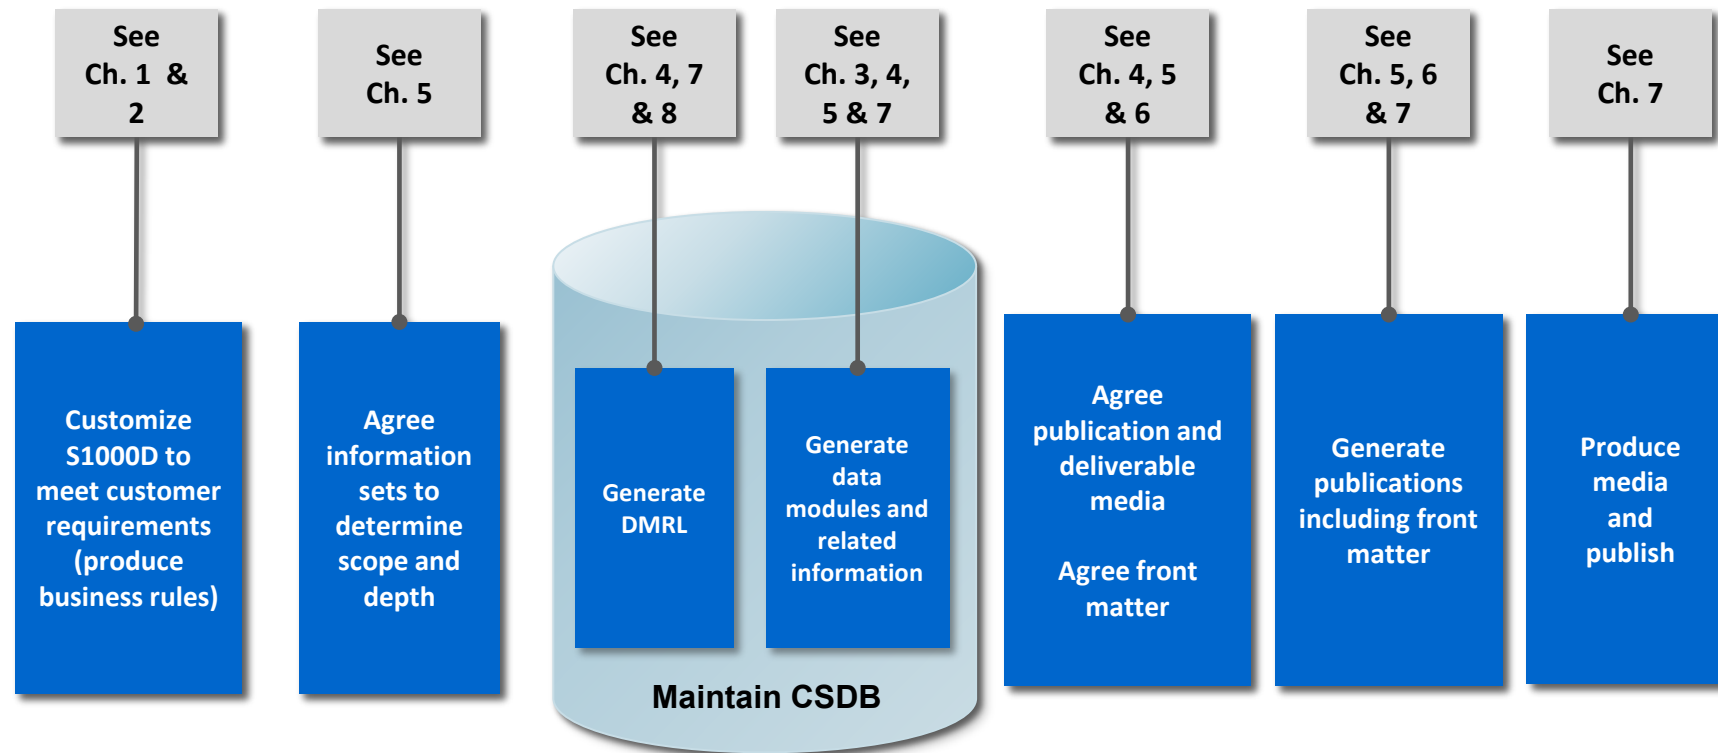 See
Ch. 1 &
2
See
Ch. 5
See
Ch. 4, 7
& 8
See
Ch. 3, 4,
5 & 7
See
Ch. 4, 5
& 6
See
Ch. 5, 6
& 7
See
Ch. 7
Customize
S1000D to
meet customer
requirements
(produce
business rules)
Agree
information
sets to
determine
scope and
depth
Generate
DMRL
Generate
data
modules and
related
information
Maintain CSDB
Agree
publication and
deliverable
media
Agree front
matter
Generate
publications
including front
matter
Produce
media
and
publish